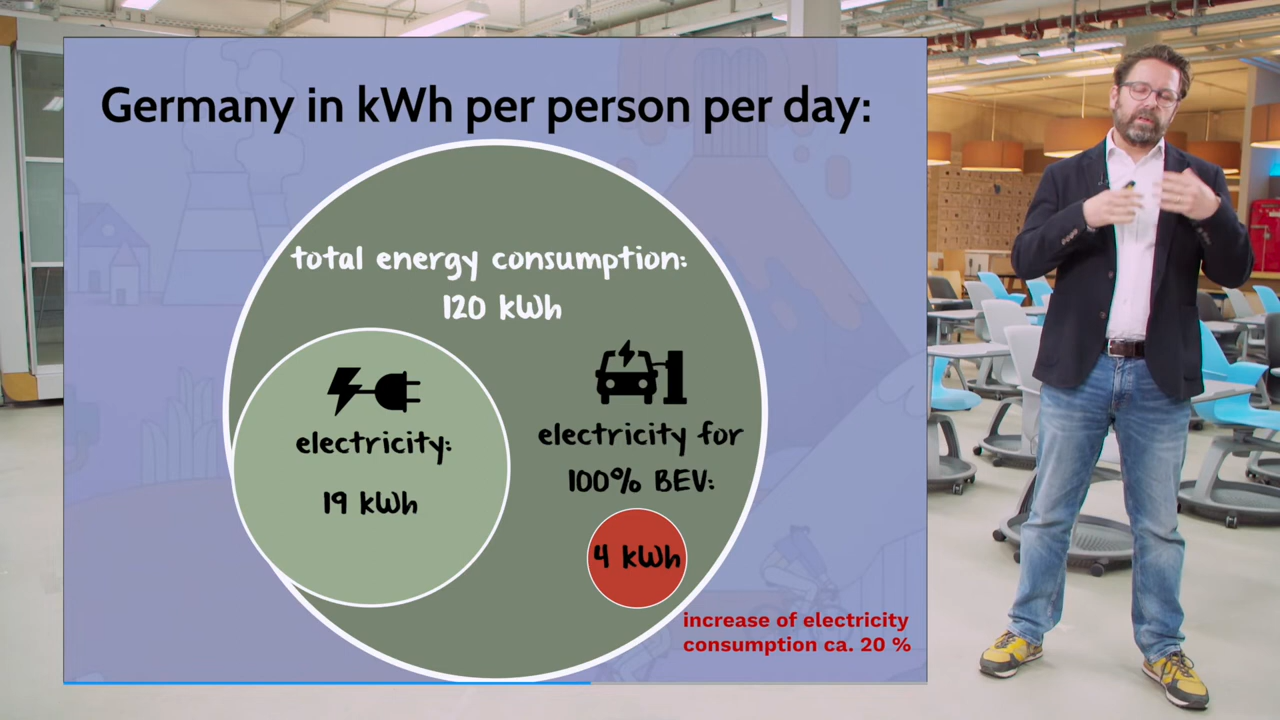 Germany in kWh per person per day:
total energy consumption:
120 kWh
electricity:
19 kWh
electricity for
100% BEV:
4 kWh
increase of electricity
consumption ca. 20 %